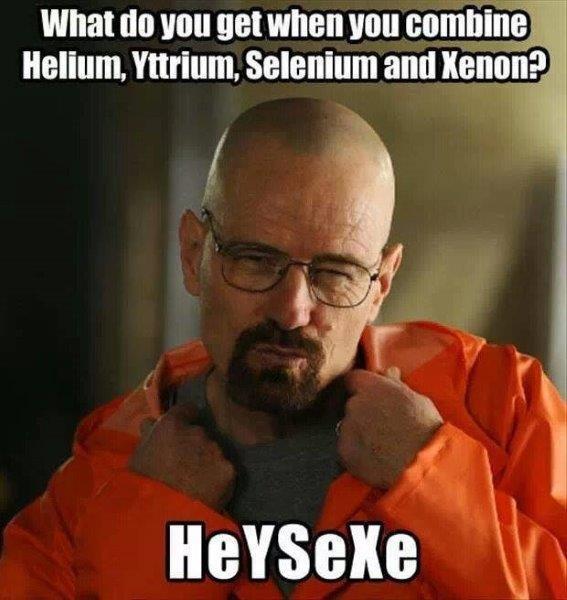 What do you get when you combine
Helium, Yttrium, Selenium and Xenon?
HeYSeXe